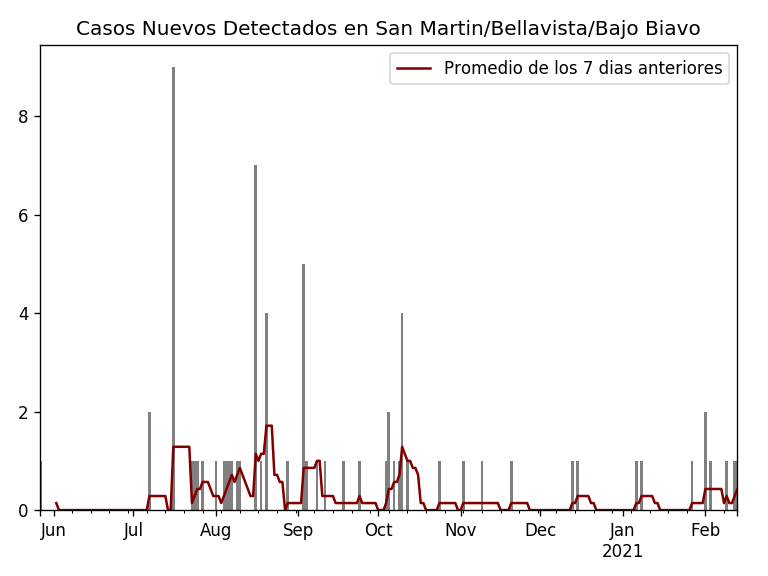 Casos Nuevos Detectados en San Martin/Bellavista/Bajo Biavo
Promedio de los 7 dias anteriores
8
6
4
2
0
Jun Jul Aug Sep Oct Nov Dec Jan Feb
2021